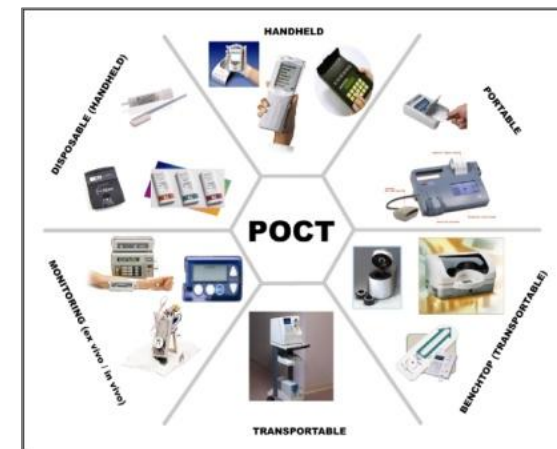 HANDHELD
DISPOSABLE (HANDHELD)
PORTABLE
POCT
MONITORING (ex vivo / in vivo)
BENCHTOP (TRANSPORTABLE)
TRANSPORTABLE